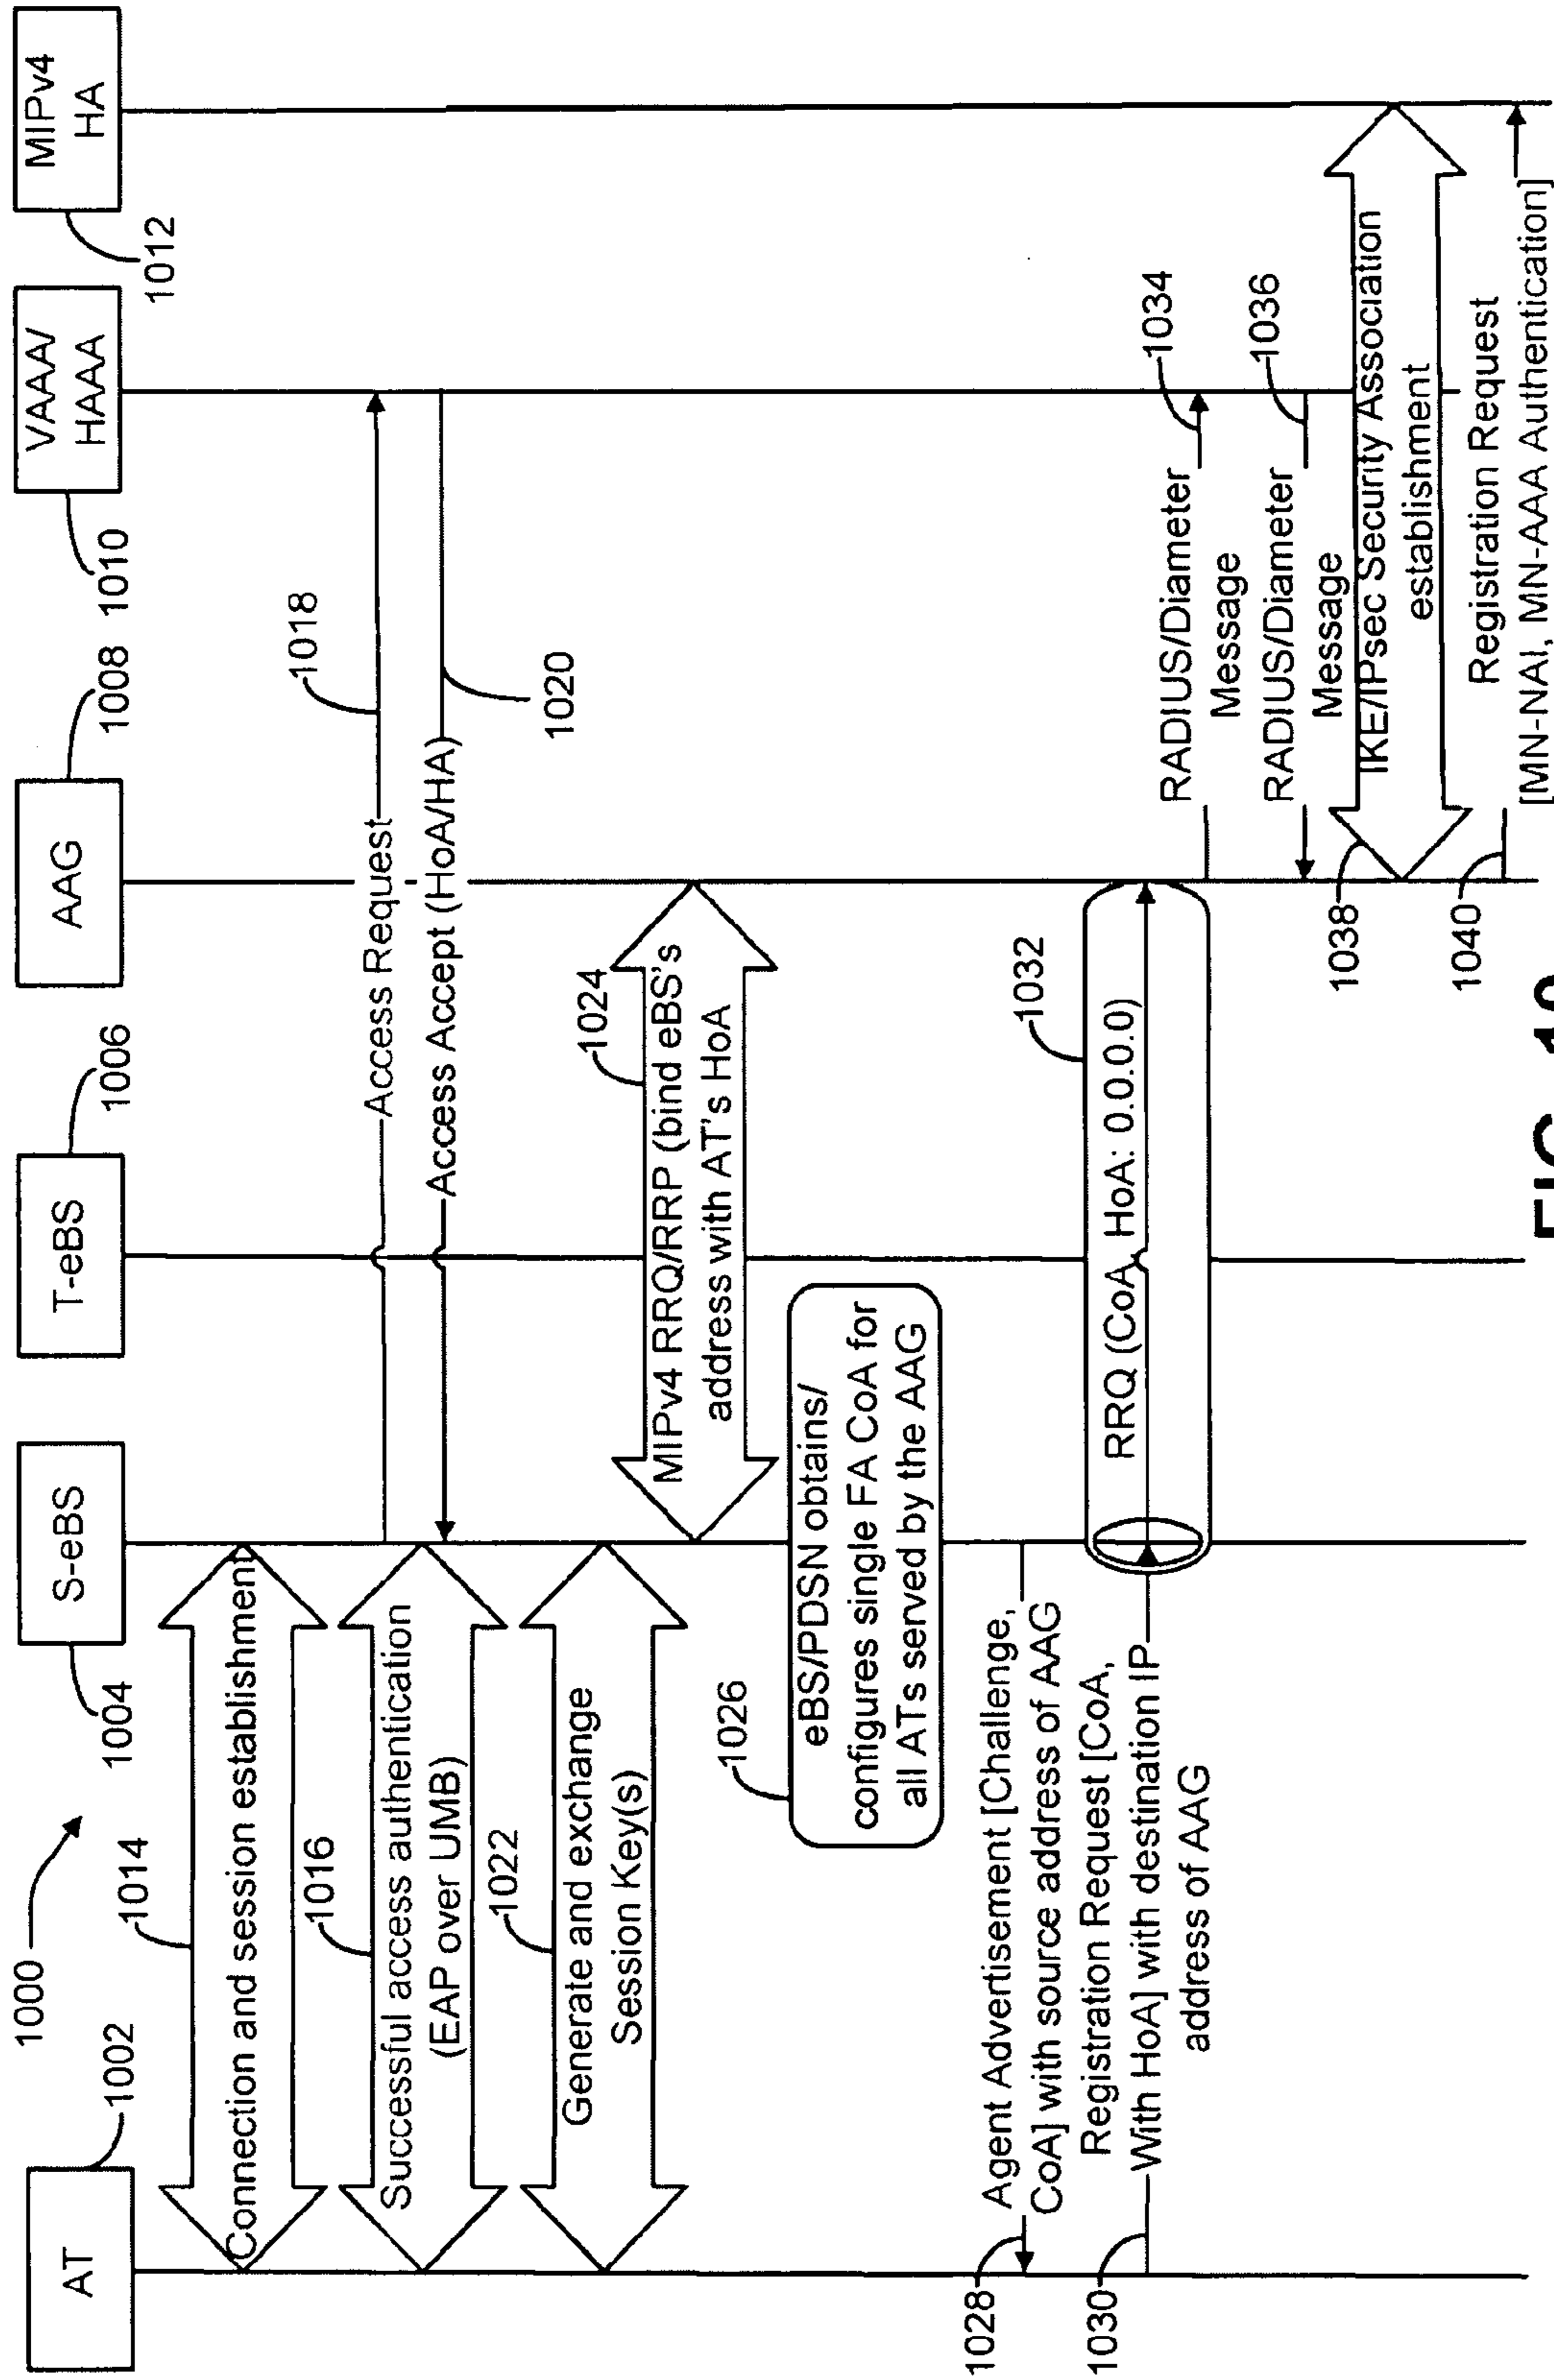 1000
AT
1002
S-eBS
1004
T-eBS
1006
AAG
1008
VAAA/
HAAA
1010
MIPv4
HA
1012
1014
Connection and session establishment
1016
Successful access authentication
(EAP over UMB)
Access Request
1018
Access Accept (HoA/HA)
1020
1022
Generate and exchange
Session Key(s)
1024
MIPv4 RRQ/RRP (bind eBS's
address with AT's HoA
1026
eBS/PDSN obtains/
configures single FA CoA for
all ATs served by the AAG
1028
Agent Advertisement [Challenge,
CoA] with source address of AAG
1030
Registration Request [CoA,
With HoA] with destination IP
address of AAG
1032
RRQ (CoA, HoA: 0.0.0.0)
RADIUS/Diameter
Message
1034
RADIUS/Diameter
Message
1036
1038
IKE/IPsec Security Association
establishment
1040
Registration Request
[MN-NAI, MN-AAA Authentication]